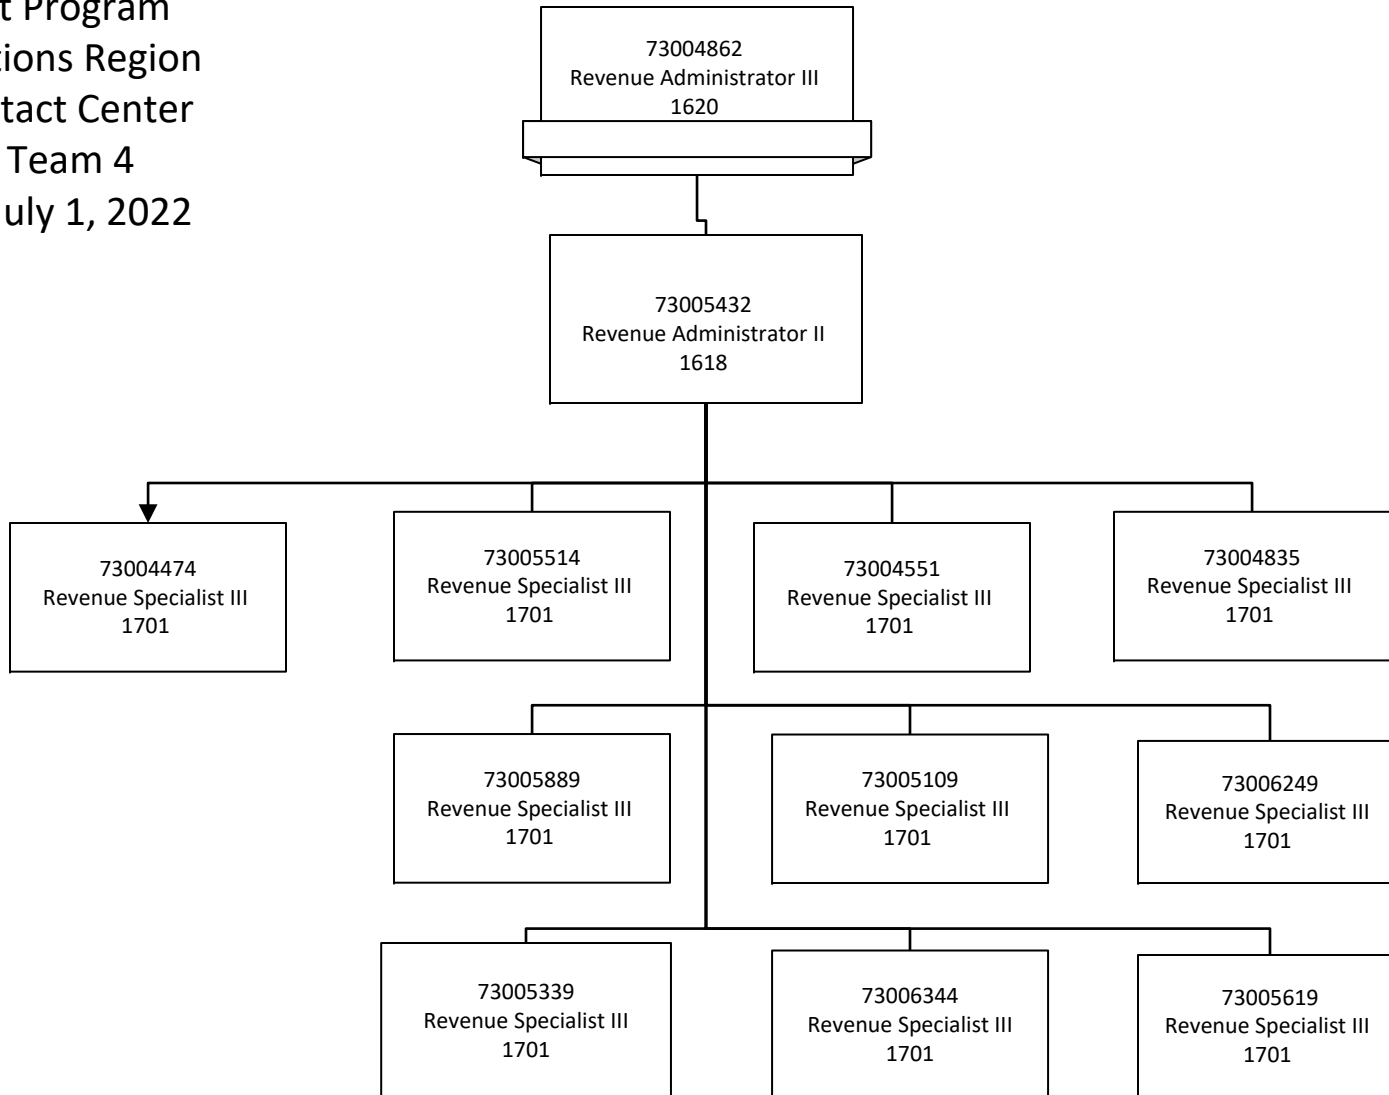 t Program
tions Region
tact Center
Team 4
uly 1, 2022
73004862
Revenue Administrator III
1620
73005432
Revenue Administrator II
1618
73004474
Revenue Specialist III
1701
73005514
Revenue Specialist III
1701
73004551
Revenue Specialist III
1701
73004835
Revenue Specialist III
1701
73005889
Revenue Specialist III
1701
73005109
Revenue Specialist III
1701
73006249
Revenue Specialist III
1701
73005339
Revenue Specialist III
1701
73006344
Revenue Specialist III
1701
73005619
Revenue Specialist III
1701